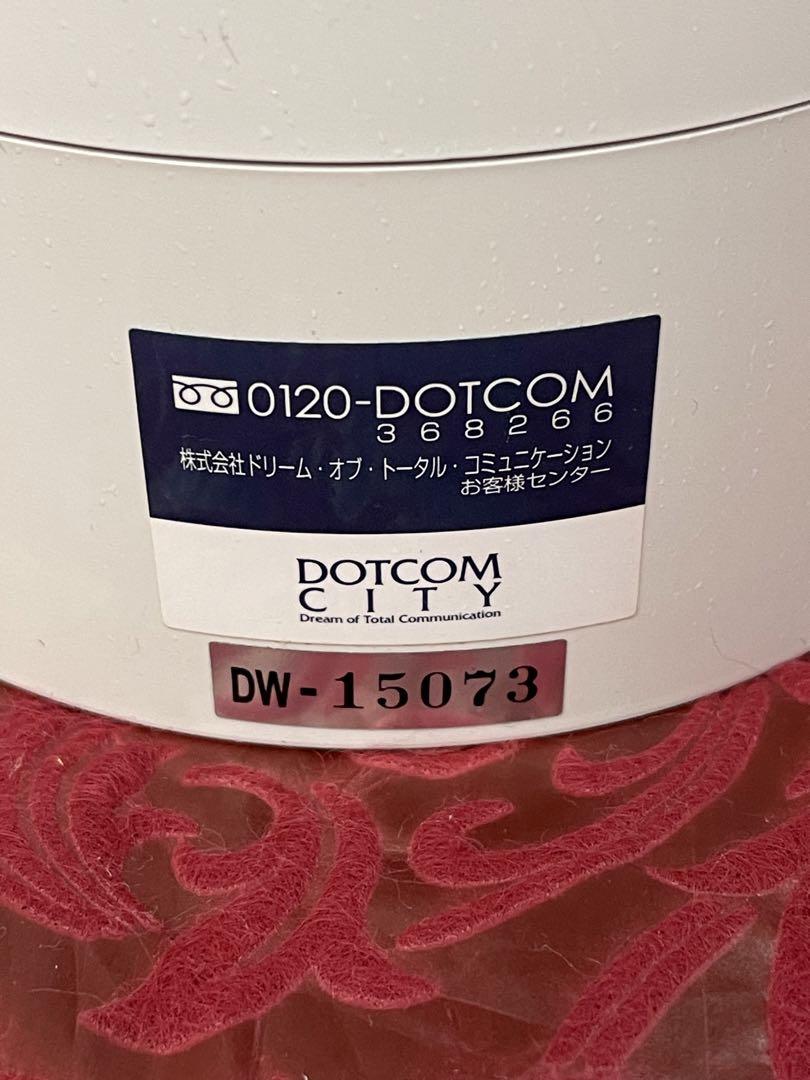 0120-DOTCOM
368266
株式会社ドリーム・オブ・トータル・コミュニケーション
お客様センター
DOTCOM
CITY
Dream of Total Communication
DW-15073